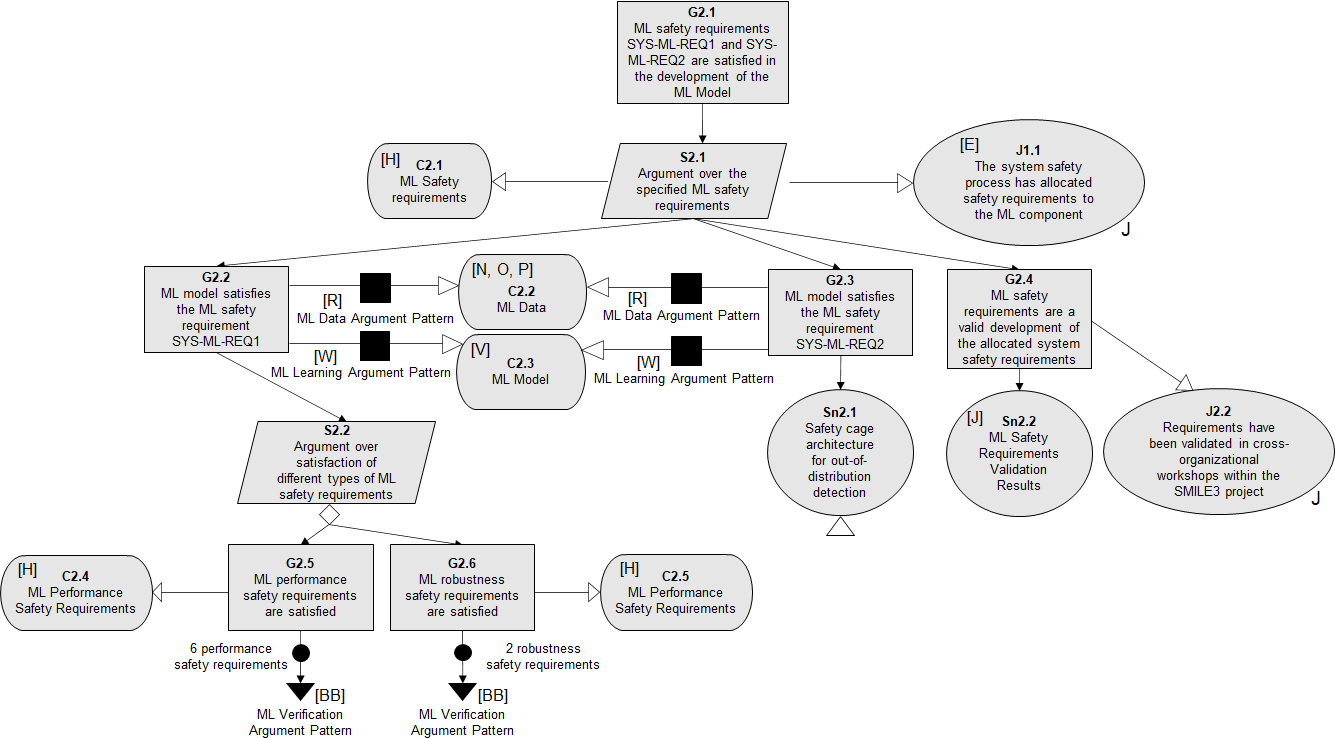 G2.1
ML safety requirements
SYS-ML-REQ1 and SYS-
ML-REQ2 are satisfied in
the development of the
ML Model
[H]
C2.1
ML Safety
requirements
S2.1
Argument over the
specified ML safety
requirements
[E]
J1.1
The system safety
process has allocated
safety requirements to
the ML component
J
G2.2
ML model satisfies
the ML safety
requirement
SYS-ML-REQ1
[R]
ML Data Argument Pattern
[W]
ML Learning Argument Pattern
[N, O, P]
C2.2
ML Data
[V]
C2.3
ML Model
[R]
ML Data Argument Pattern
[W]
ML Learning Argument Pattern
G2.3
ML model satisfies
the ML safety
requirement
SYS-ML-REQ2
G2.4
ML safety
requirements are a
valid development of
the allocated system
safety requirements
S2.2
Argument over
satisfaction of
different types of ML
safety requirements
Sn2.1
Safety cage
architecture
for out-of-
distribution
detection
[J]
Sn2.2
ML Safety
Requirements
Validation
Results
J2.2
Requirements have
been validated in cross-
organizational
workshops within the
SMILE3 project
J
[H]
C2.4
ML Performance
Safety Requirements
G2.5
ML performance
safety requirements
are satisfied
G2.6
ML robustness
safety requirements
are satisfied
[H]
C2.5
ML Performance
Safety Requirements
6 performance
safety requirements
[BB]
ML Verification
Argument Pattern
2 robustness
safety requirements
[BB]
ML Verification
Argument Pattern